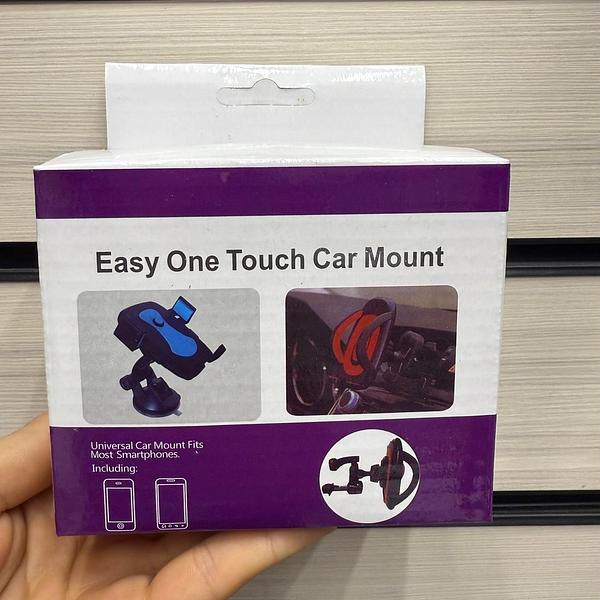 Easy One Touch Car Mount
Universal Car Mount Fits
Most Smartphones.
Including: